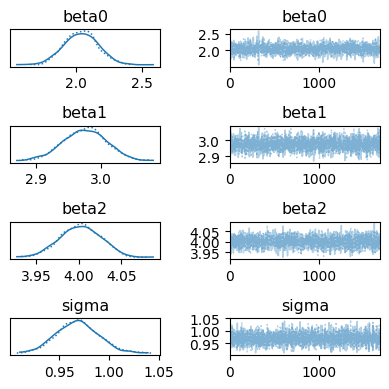 beta0 beta0
2.5
2.0
2.0 2.5 0 1000
beta1 beta1
3.0
2.9
2.9 3.0 0 1000
beta2 beta2
4.05
4.00
3.95
3.95 4.00 4.05 0 1000
sigma sigma
1.05
1.00
0.95
0.95 1.00 1.05 0 1000